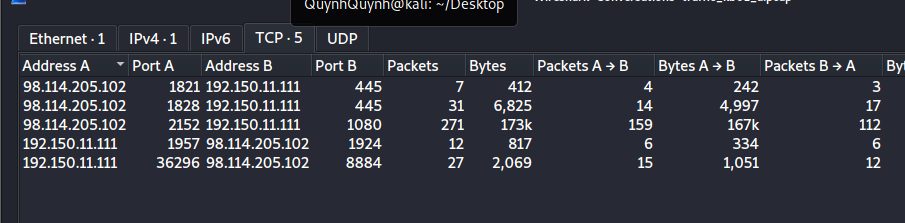 QuynhQuynh@kali: ~/Desktop
Ethernet · 1 IPv4 · 1 IPv6 TCP · 5 UDP
Address A Port A Address B Port B Packets Bytes Packets A → B Bytes A → B Packets B → A Byt
98.114.205.102 1821 192.150.11.111 445 7 412 4 242 3
98.114.205.102 1828 192.150.11.111 445 31 6,825 14 4,997 17
98.114.205.102 2152 192.150.11.111 1080 271 173k 159 167k 112
192.150.11.111 1957 98.114.205.102 1924 12 817 6 334 6
192.150.11.111 36296 98.114.205.102 8884 27 2,069 15 1,051 12